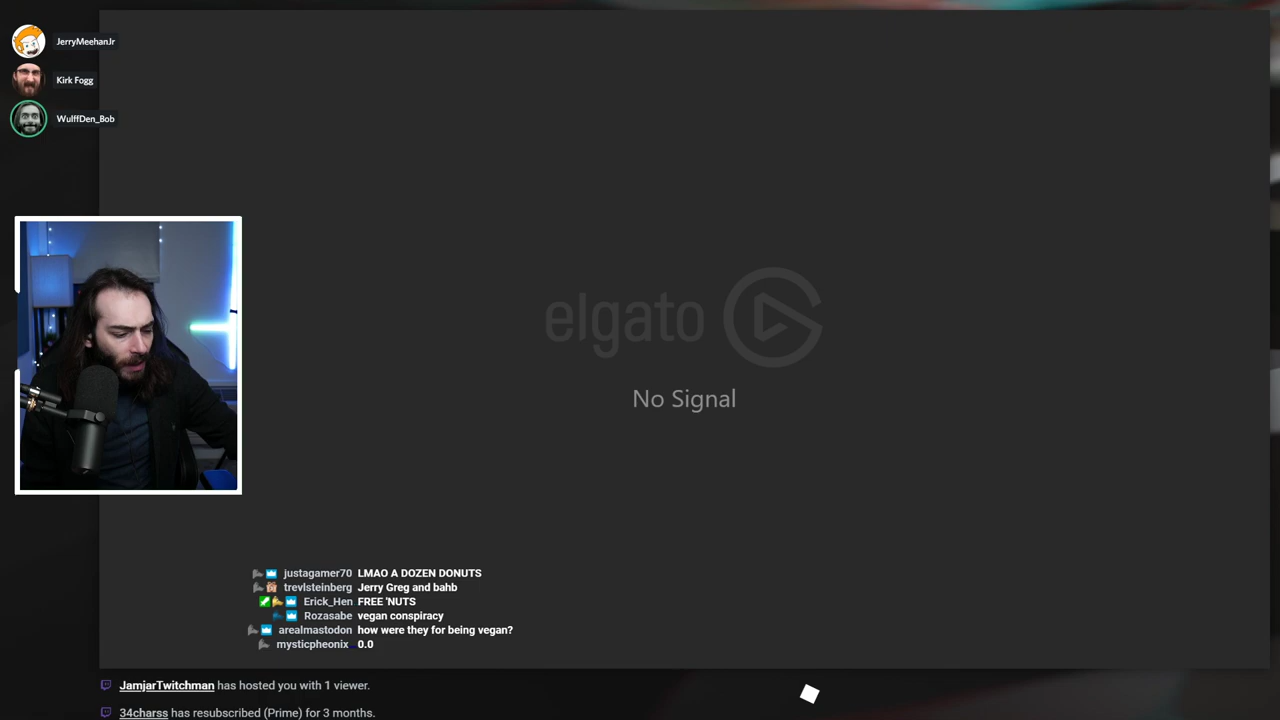 JerryMeehanJr
Kirk Fogg
WulffDen_Bob
elgato
No Signal
justagamer70 LMAO A DOZEN DONUTS
trevlsteinberg Jerry Greg and bahb
Erick_Hen FREE 'NUTS
Rozasabe vegan conspiracy
arealmastodon how were they for being vegan?
mysticpheonix 0.0
JamjarTwitchman has hosted you with 1 viewer.
34charss has resubscribed (Prime) for 3 months.